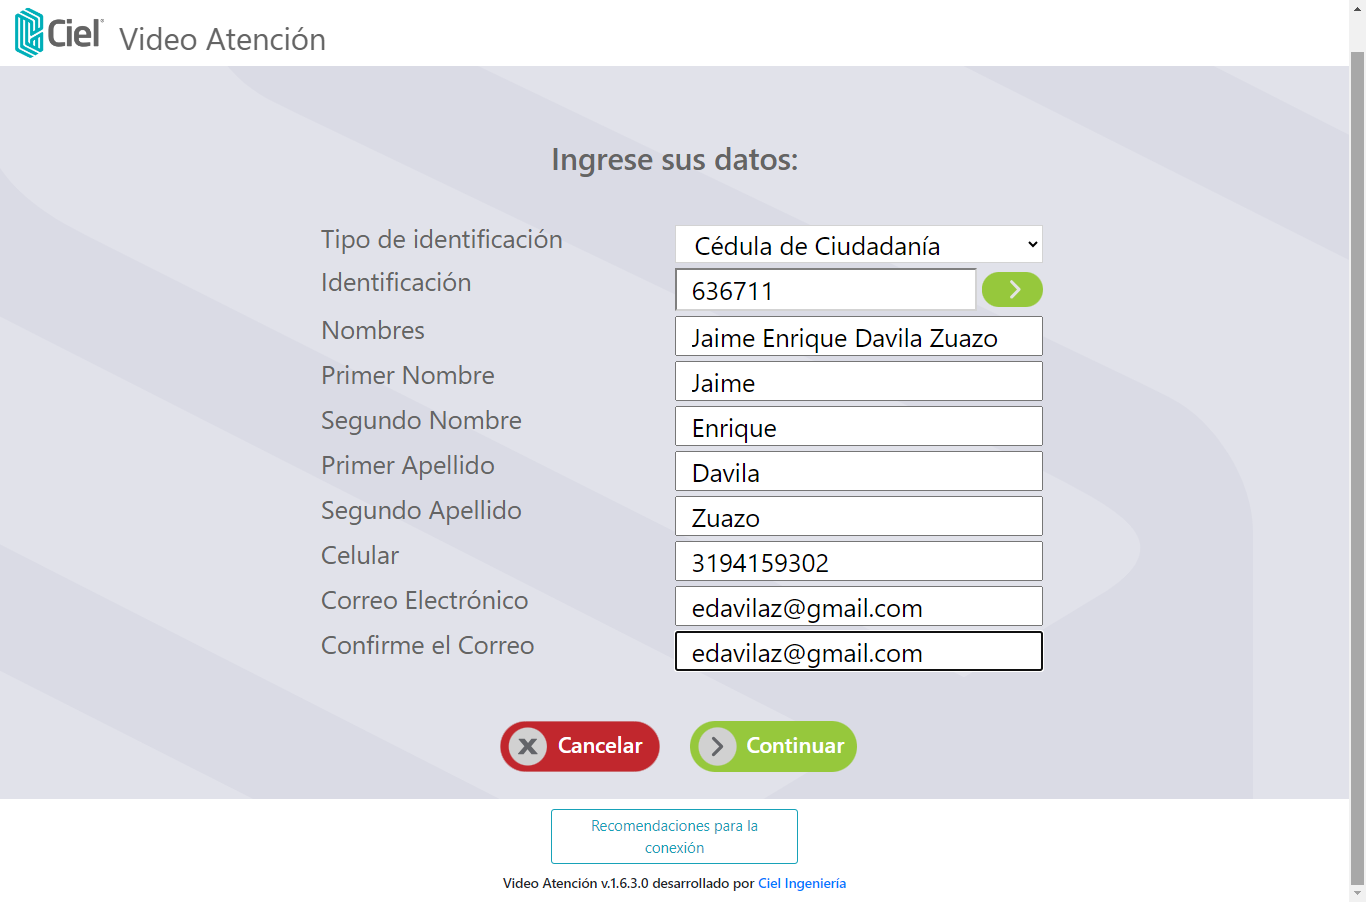 Ciel Video Atención
Ingrese sus datos:
Tipo de identificación Cédula de Ciudadanía
Identificación 636711
Nombres Jaime Enrique Davila Zuazo
Primer Nombre Jaime
Segundo Nombre Enrique
Primer Apellido Davila
Segundo Apellido Zuazo
Celular 3194159302
Correo Electrónico edavilaz@gmail.com
Confirme el Correo edavilaz@gmail.com
Cancelar Continuar
Recomendaciones para la
conexión
Video Atención v.1.6.3.0 desarrollado por Ciel Ingeniería